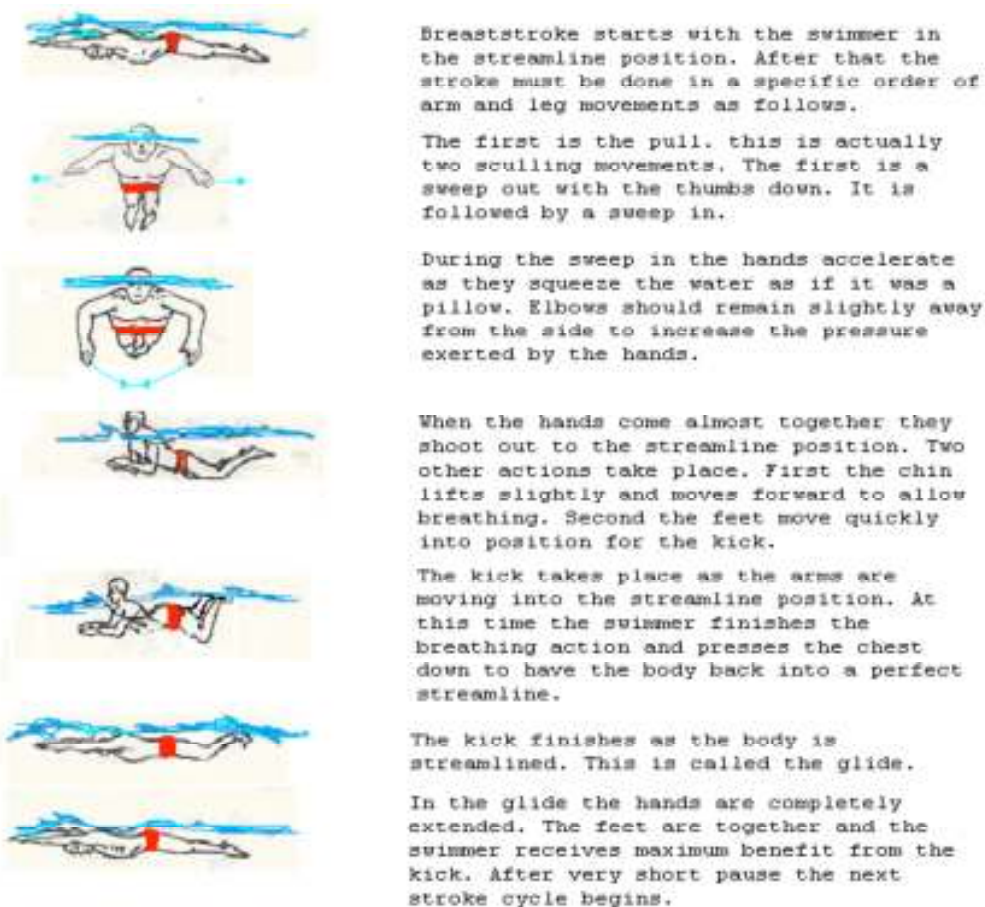 Breaststroke starts with the swimmer in
the streamline position. After that the
stroke must be done in a specific order of
arm and leg movements as follows.
The first is the pull. this is actually
two sculling movements. The first is a
sweep out with the thumbs down. It is
followed by a sweep in.
During the sweep in the hands accelerate
as they squeeze the water as if it was a
pillow. Elbows should remain slightly away
from the side to increase the pressure
exerted by the hands.
When the hands come almost together they
shoot out to the streamline position. Two
other actions take place. First the chin
lifts slightly and moves forward to allow
breathing. Second the feet move quickly
into position for the kick.
The kick takes place as the arms are
moving into the streamline position. At
this time the swimmer finishes the
breathing action and presses the chest
down to have the body back into a perfect
streamline.
The kick finishes as the body is
streamlined. This is called the glide.
In the glide the hands are completely
extended. The feet are together and the
swimmer receives maximum benefit from the
kick. After very short pause the next
stroke cycle begins.